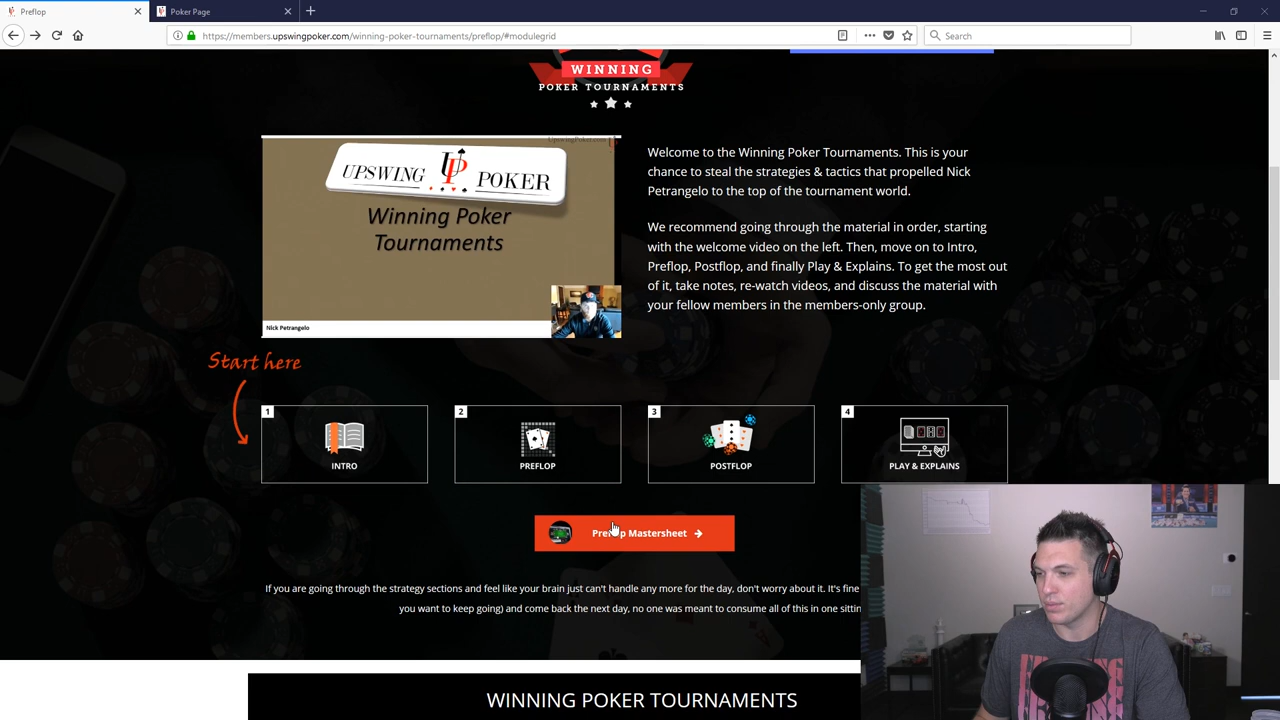 Preflop
Poker Page
https://members.upswingpoker.com/winning-poker-tournaments/preflop/#modulegrid
Search
WINNING
POKER TOURNAMENTS
UpswingPoker.com
UPSWING UP POKER
Winning Poker
Tournaments
Nick Petrangelo
Welcome to the Winning Poker Tournaments. This is your
chance to steal the strategies & tactics that propelled Nick
Petrangelo to the top of the tournament world.
We recommend going through the material in order, starting
with the welcome video on the left. Then, move on to Intro,
Preflop, Postflop, and finally Play & Explains. To get the most out
of it, take notes, re-watch videos, and discuss the material with
your fellow members in the members-only group.
Start here
1
INTRO
2
PREFLOP
3
POSTFLOP
4
PLAY & EXPLAINS
Preflop Mastersheet
If you are going through the strategy sections and feel like your brain just can't handle any more for the day, don't worry about it. It's fine
you want to keep going) and come back the next day, no one was meant to consume all of this in one sittin
WINNING POKER TOURNAMENTS